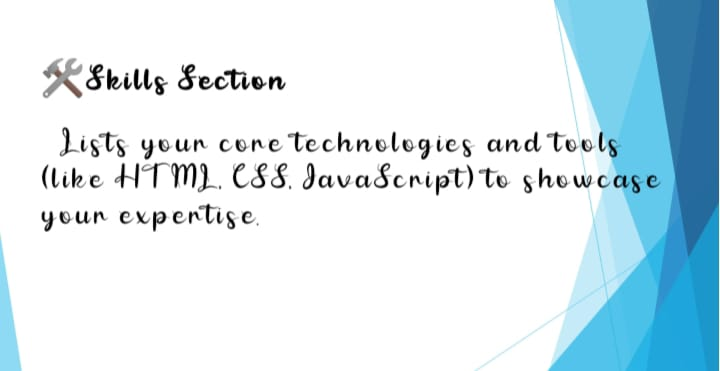 🛠Skills Section
Lists your core technologies and tools
(like HTML, CSS, JavaScript) to showcase
your expertise.